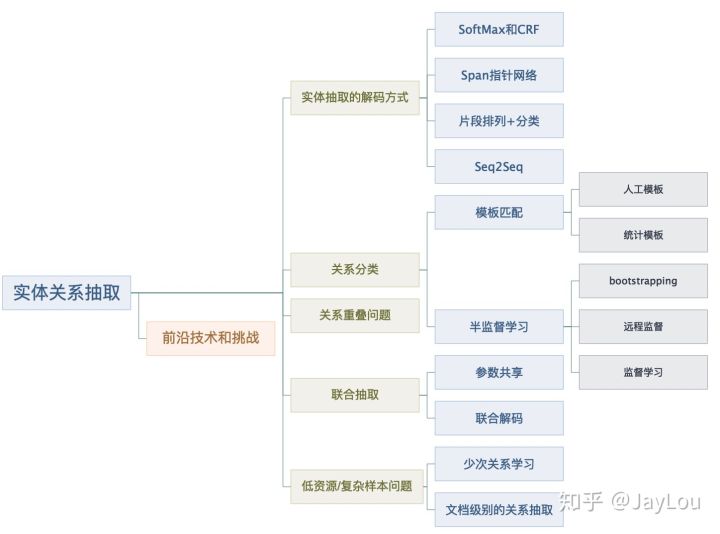 实体关系抽取
前沿技术和挑战
实体抽取的解码方式
SoftMax和CRF
Span指针网络
片段排列+分类
Seq2Seq
关系分类
模板匹配
人工模板
统计模板
半监督学习
bootstrapping
远程监督
监督学习
关系重叠问题
联合抽取
参数共享
联合解码
低资源/复杂样本问题
少次关系学习
文档级别的关系抽取
知乎 @JayLou